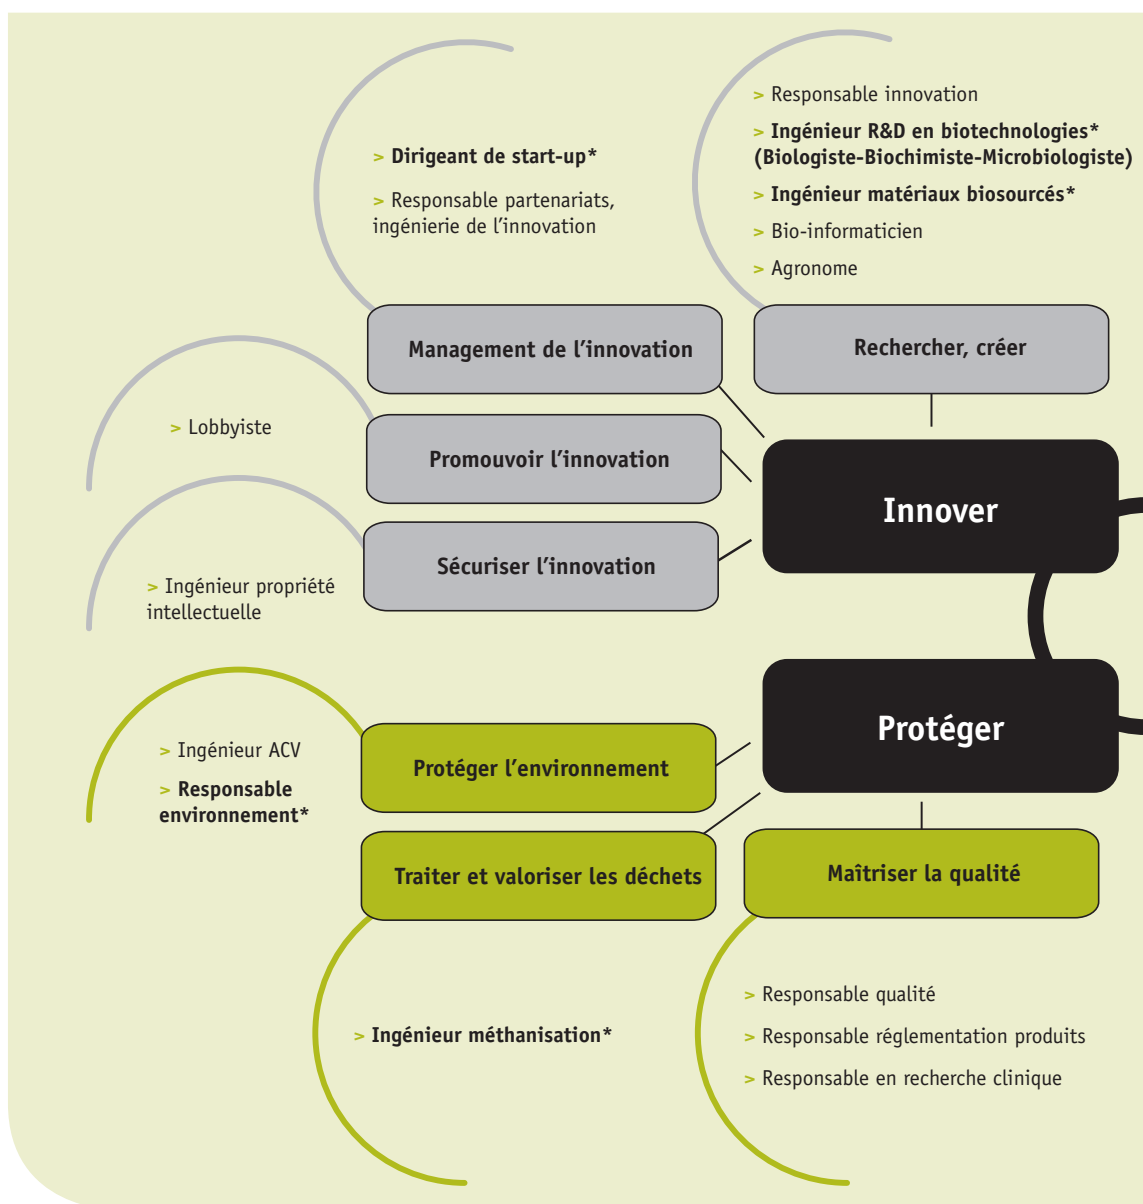 > Responsable innovation
> Ingénieur R&D en biotechnologies*
(Biologiste-Biochimiste-Microbiologiste)
> Ingénieur matériaux biosourcés*
> Bio-informaticien
> Agronome
> Dirigeant de start-up*
> Responsable partenariats,
ingénierie de l’innovation
Management de l’innovation
Rechercher, créer
> Lobbyiste
Promouvoir l’innovation
Innover
Sécuriser l’innovation
> Ingénieur propriété
intellectuelle
Protéger
> Ingénieur ACV
> Responsable
environnement*
Protéger l’environnement
Traiter et valoriser les déchets
Maîtriser la qualité
> Ingénieur méthanisation*
> Responsable qualité
> Responsable réglementation produits
> Responsable en recherche clinique